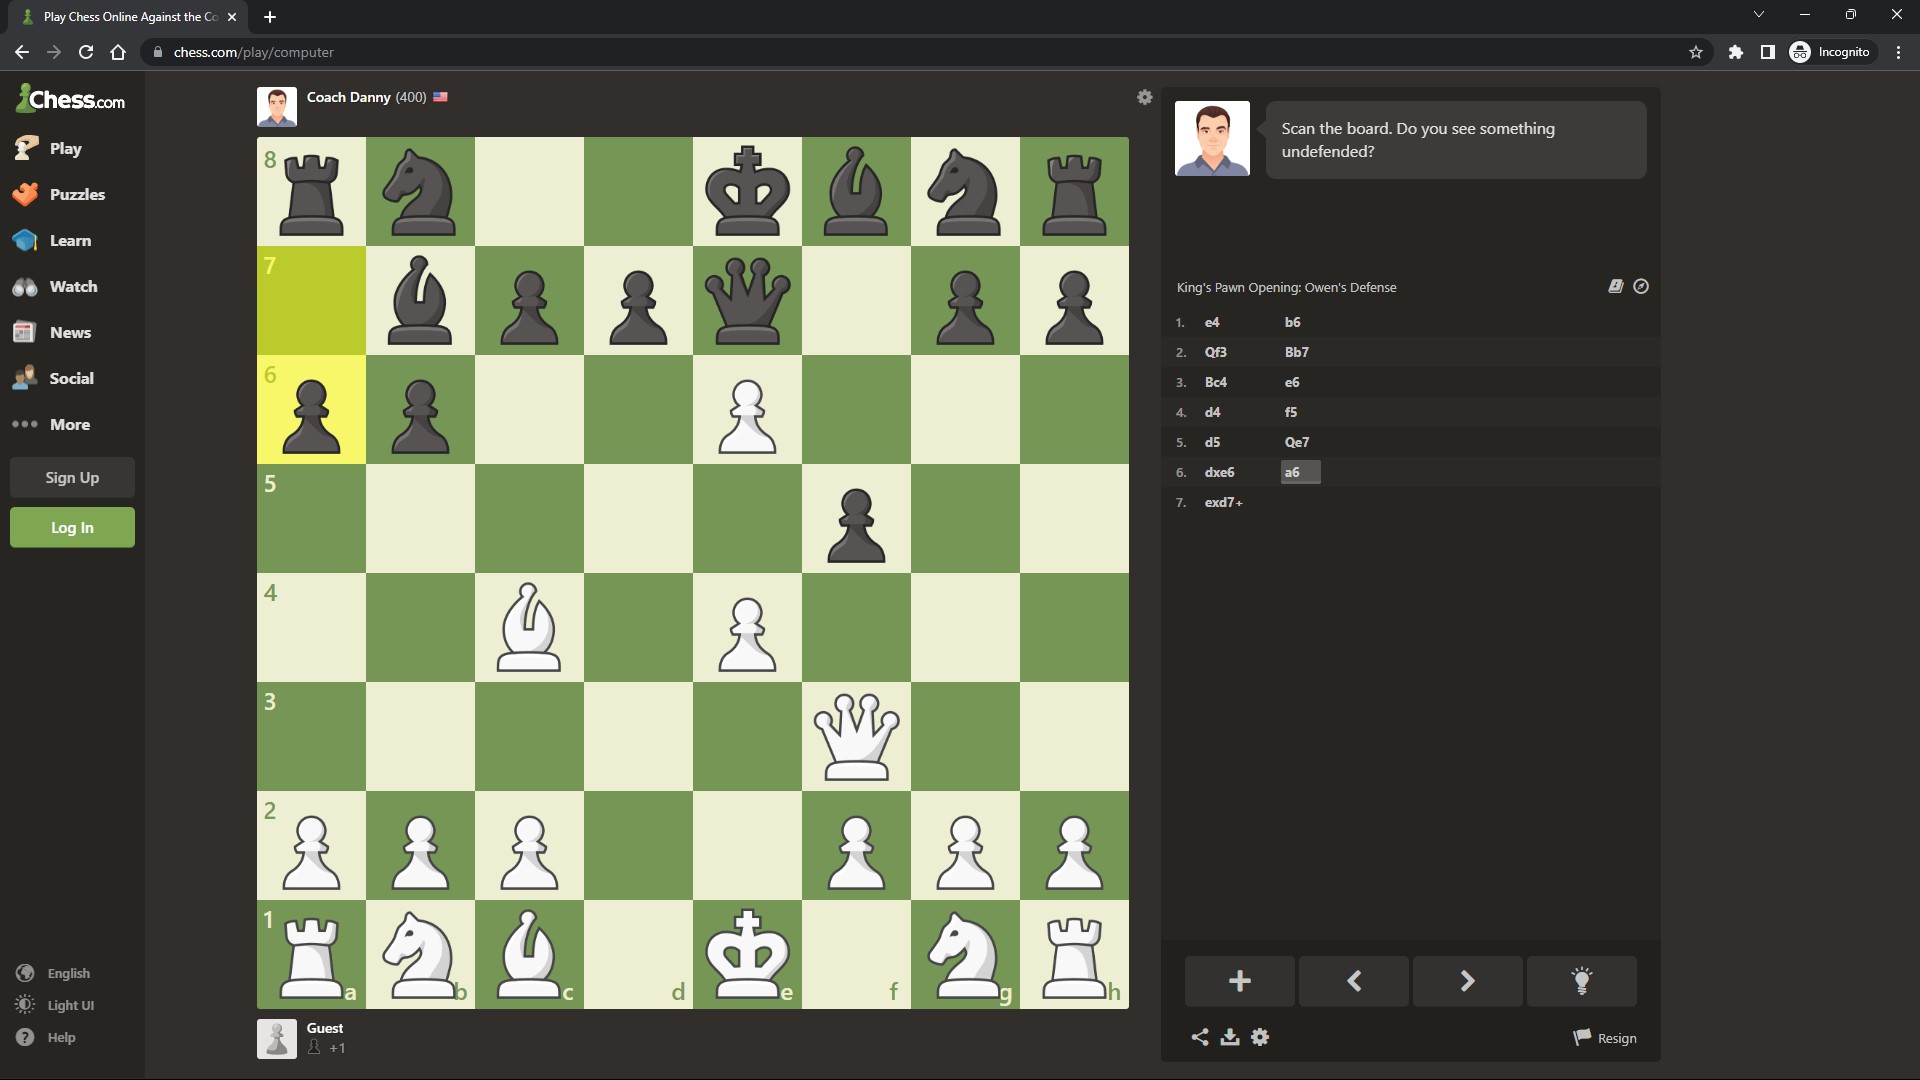 Play Chess Online Against the Co
chess.com/play/computer
Incognito
Chess.com
Play
Puzzles
Learn
Watch
News
Social
More
Sign Up
Log In
English
Light UI
Help
Coach Danny (400)
8
7
6
5
4
3
2
1
a b c d e f g h
Guest
+1
Scan the board. Do you see something
undefended?
King's Pawn Opening: Owen's Defense
1. e4 b6
2. Qf3 Bb7
3. Bc4 e6
4. d4 f5
5. d5 Qe7
6. dxe6 a6
7. exd7+
Resign